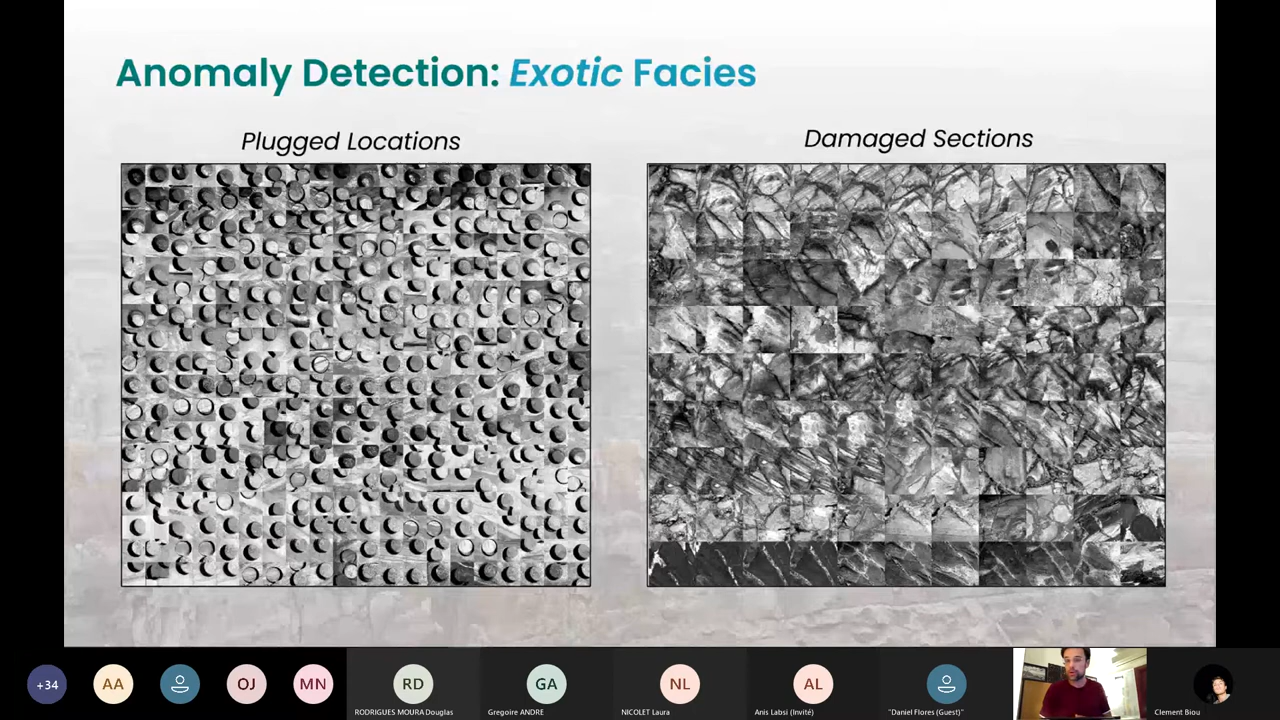 Anomaly Detection: Exotic Facies
Plugged Locations
Damaged Sections
+34
AA
OJ
MN
RD
GA
NL
AL
RODRIGUES MOURA Douglas
Gregoire ANDRE
NICOLET Laura
Anis Labsi (Invité)
"Daniel Flores (Guest)"
Clement Biou